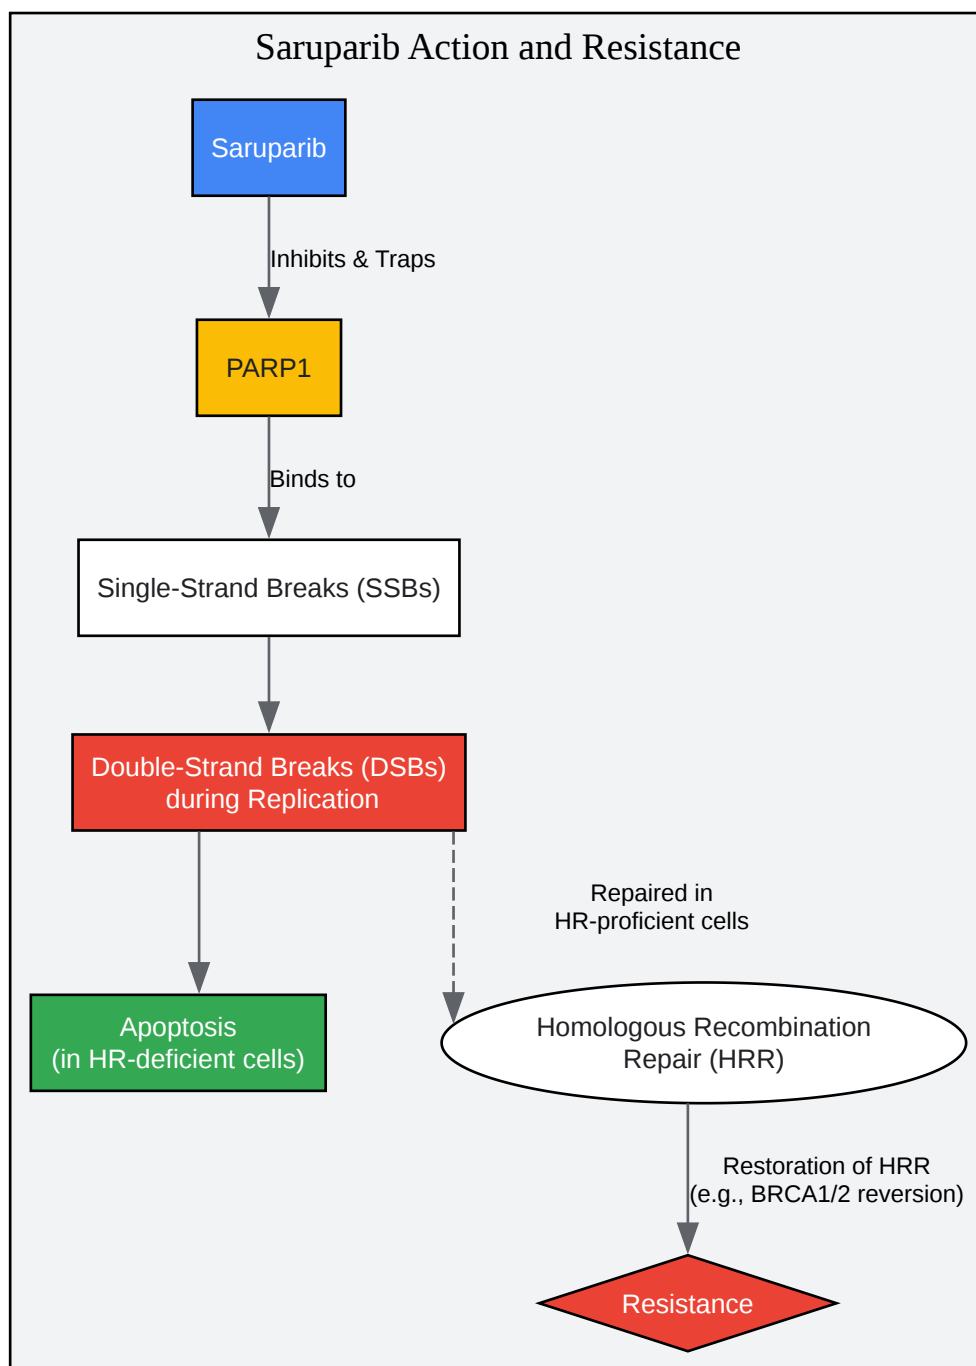 Saruparib Action and Resistance
Saruparib
Inhibits & Traps
PARP1
Binds to
Single-Strand Breaks (SSBs)
Double-Strand Breaks (DSBs)
during Replication
Repaired in
HR-proficient cells
Apoptosis
(in HR-deficient cells)
Homologous Recombination
Repair (HRR)
Restoration of HRR
(e.g., BRCA1/2 reversion)
Resistance